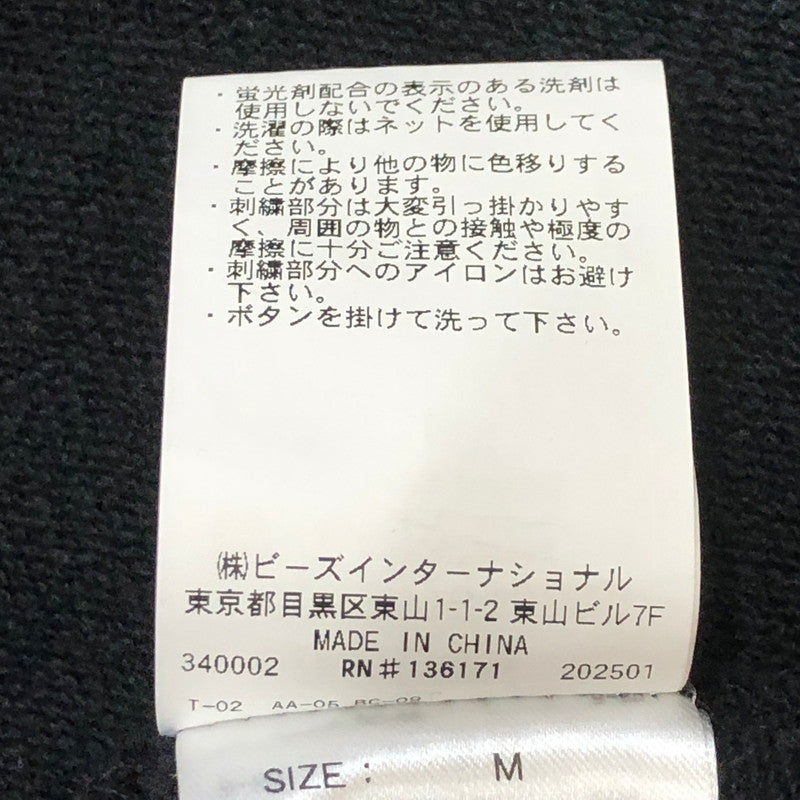 ・蛍光剤配合の表示のある洗剤は
使用しないでください。
・洗濯の際はネットを使用してく
ださい。
・摩擦により他の物に色移りする
ことがあります。
・刺繍部分は大変引っ掛かりやす
く、周囲の物との接触や極度の
摩擦に十分ご注意ください。
・刺繍部分へのアイロンはお避け
下さい。
・ボタンを掛けて洗って下さい。
㈱ビーズインターナショナル
東京都目黒区東山1-1-2 東山ビル7F
MADE IN CHINA
340002 RN#136171 202501
T-02 AA-05
SIZE : M